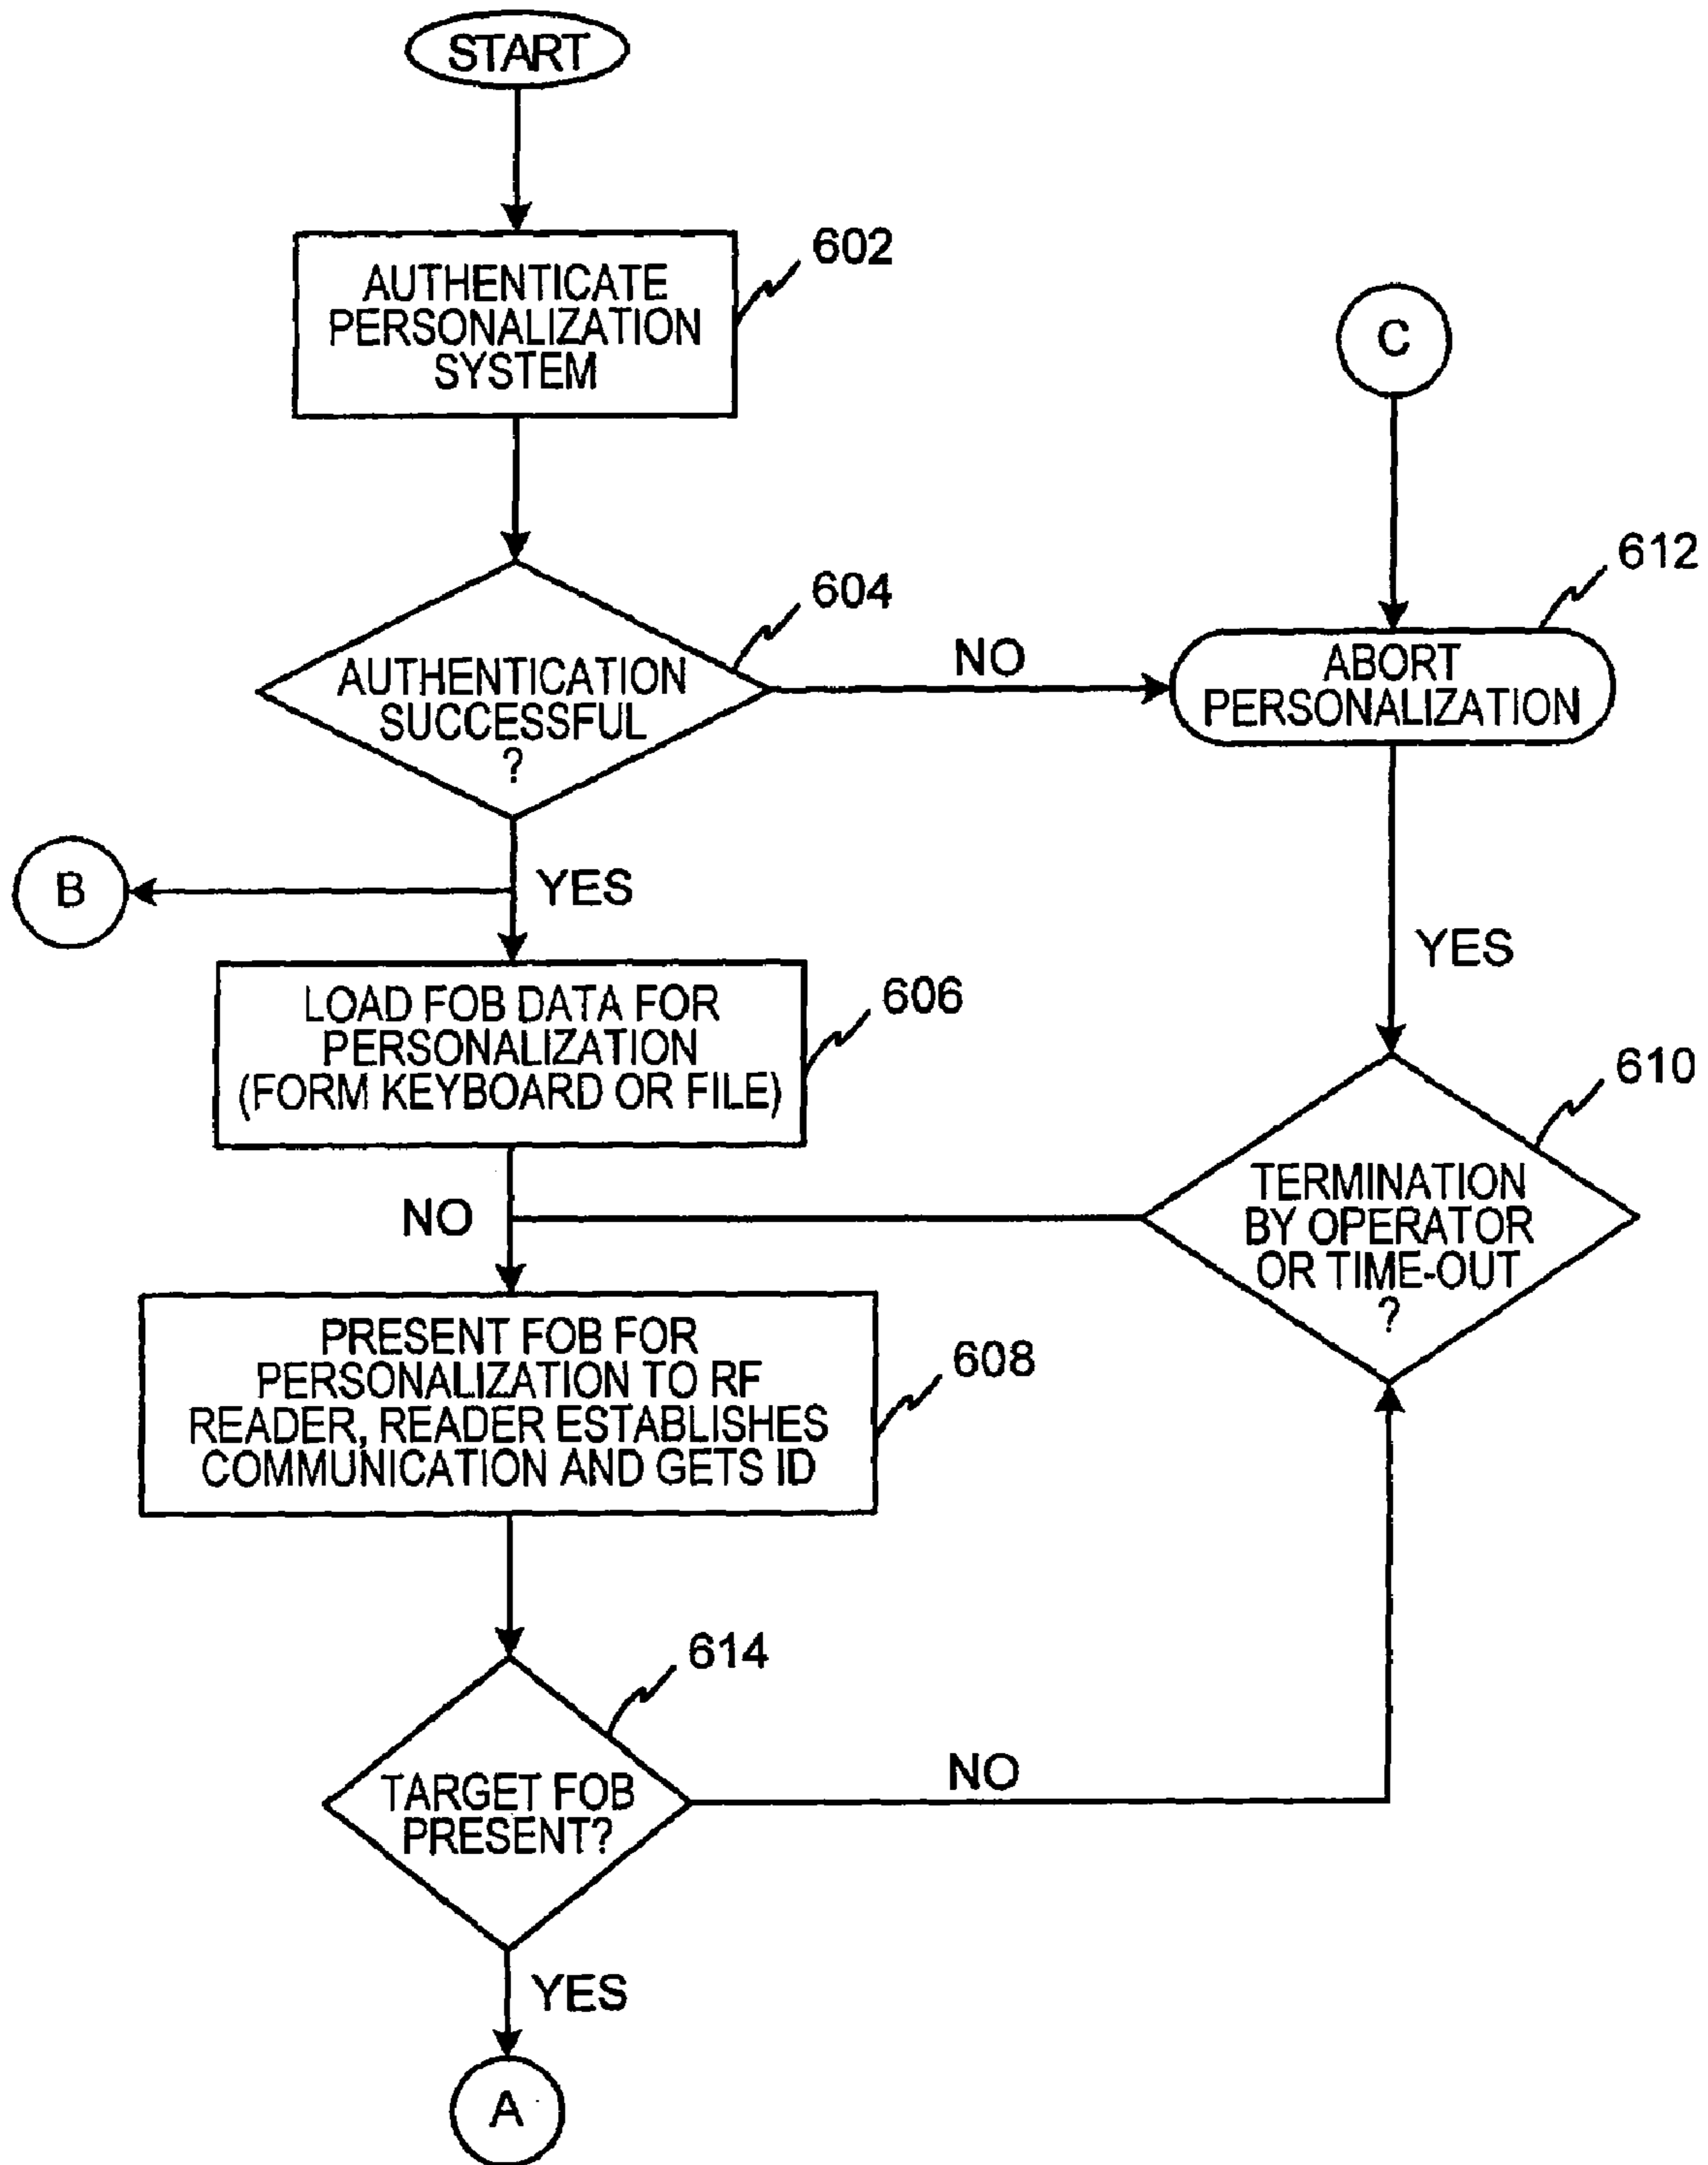 START
602
AUTHENTICATE
PERSONALIZATION
SYSTEM
C
612
604
NO
ABORT
PERSONALIZATION
AUTHENTICATION
SUCCESSFUL
?
B
YES
YES
606
LOAD FOB DATA FOR
PERSONALIZATION
(FORM KEYBOARD OR FILE)
610
NO
TERMINATION
BY OPERATOR
OR TIME-OUT
?
608
PRESENT FOB FOR
PERSONALIZATION TO RF
READER, READER ESTABLISHES
COMMUNICATION AND GETS ID
614
NO
TARGET FOB
PRESENT?
YES
A